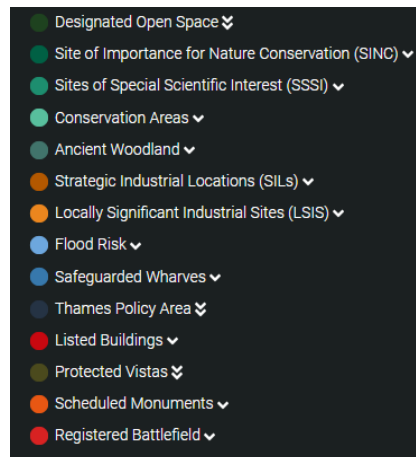 Designated Open Space
Site of Importance for Nature Conservation (SINC)
Sites of Special Scientific Interest (SSSI)
Conservation Areas
Ancient Woodland
Strategic Industrial Locations (SILs)
Locally Significant Industrial Sites (LSIS)
Flood Risk
Safeguarded Wharves
Thames Policy Area
Listed Buildings
Protected Vistas
Scheduled Monuments
Registered Battlefield